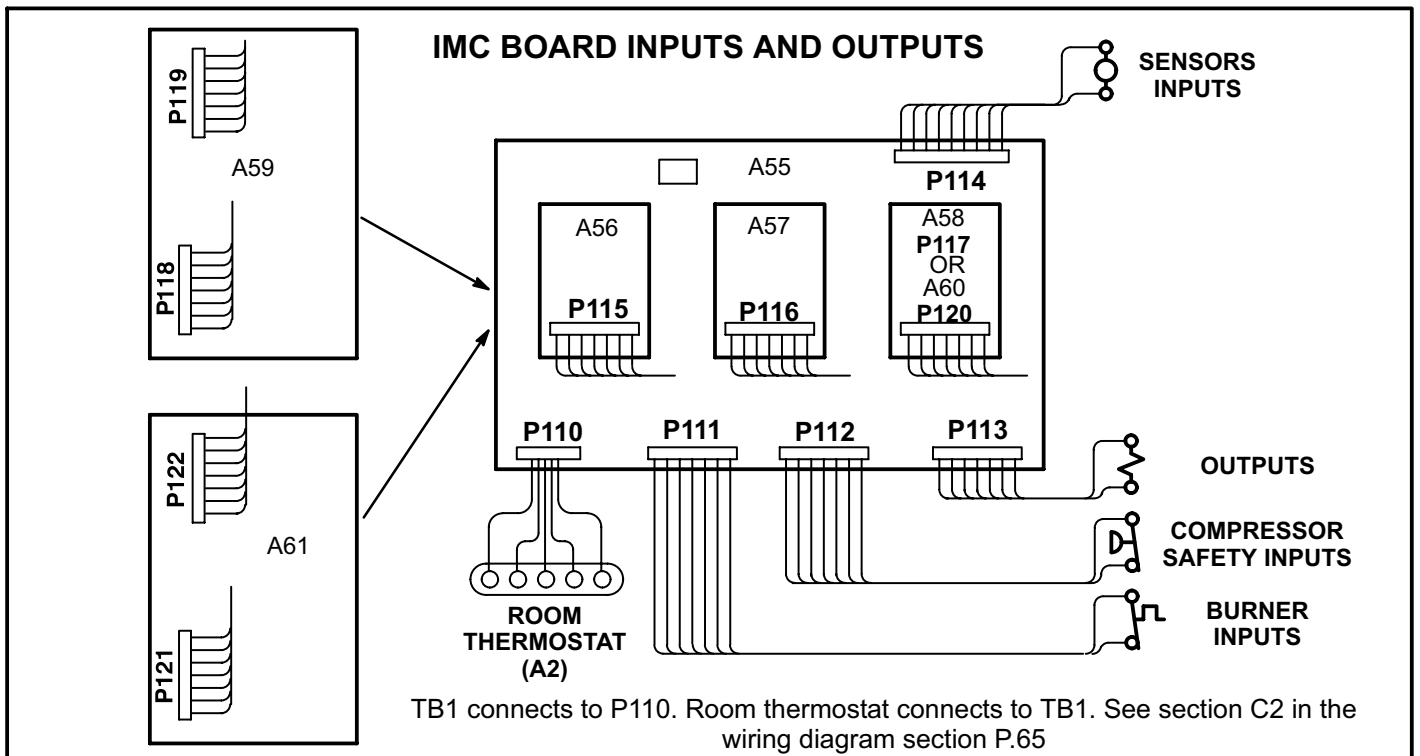 IMC BOARD INPUTS AND OUTPUTS
P119
A59
P118
P122
A61
P121
SENSORS
INPUTS
P114
A55
A56
P115
A57
P116
A58
P117
OR
A60
P120
P110
P111
P112
P113
OUTPUTS
COMPRESSOR
SAFETY INPUTS
BURNER
INPUTS
ROOM
THERMOSTAT
(A2)
TB1 connects to P110. Room thermostat connects to TB1. See section C2 in the
wiring diagram section P.65